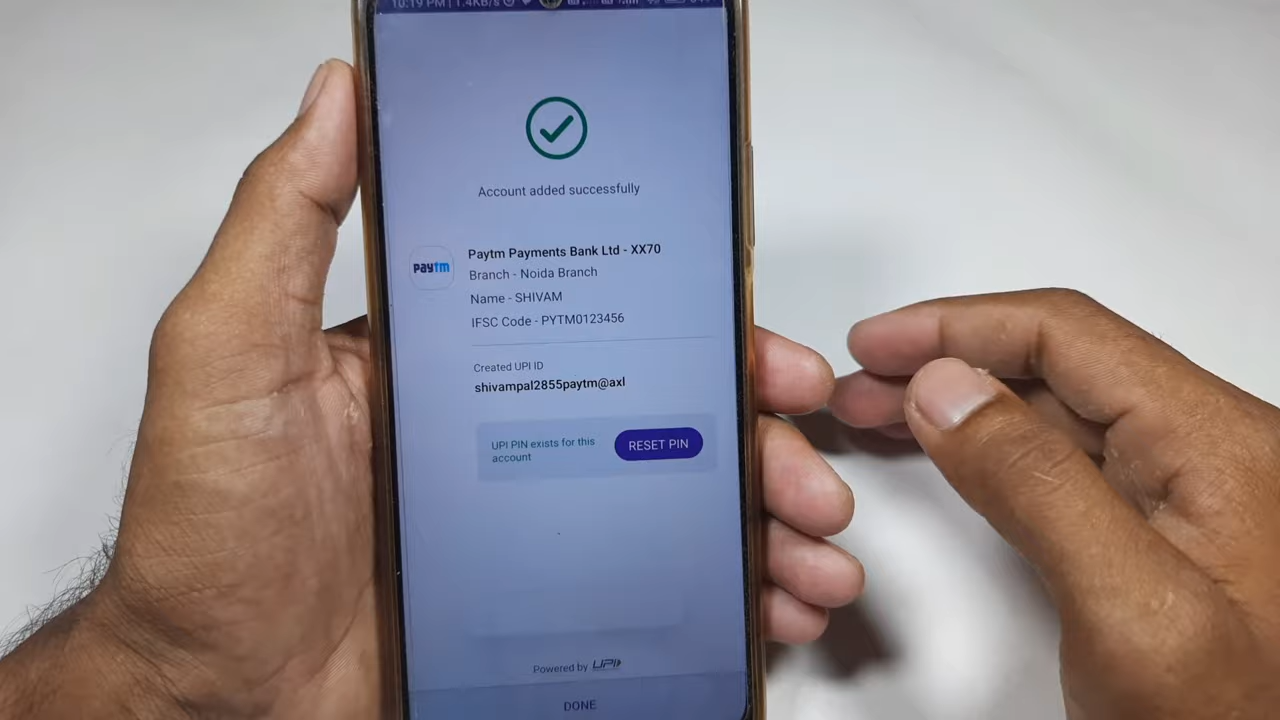 10:19 PM | 1.4KB/s
Account added successfully
paytm
Paytm Payments Bank Ltd - XX70
Branch - Noida Branch
Name - SHIVAM
IFSC Code - PYTM0123456
Created UPI ID
shivampal2855paytm@axl
UPI PIN exists for this
account
RESET PIN
Powered by UPI
DONE